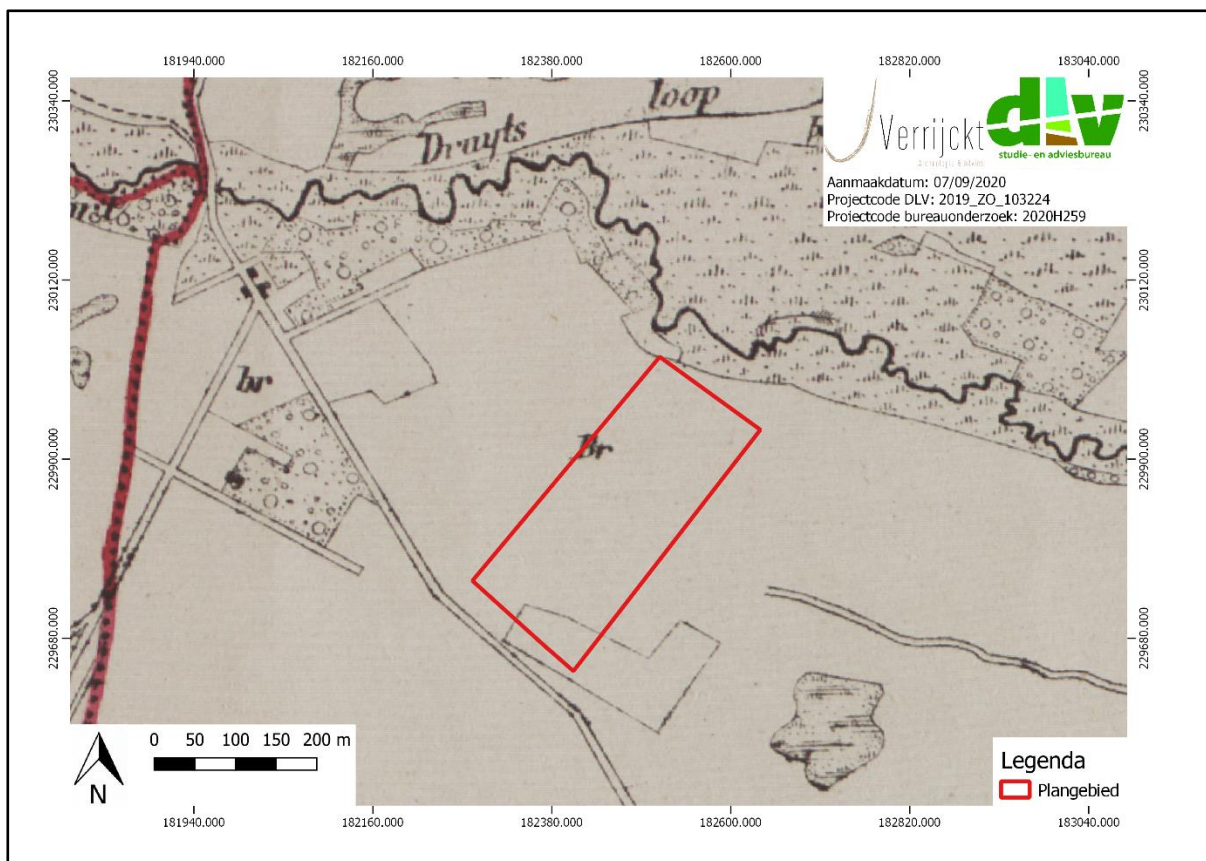 181940.000 182160.000 182380.000 182600.000 182820.000 183040.000
230340.000 230340.000
loop
Druyts
Verrijckt
dlv
studie- en adviesbureau
Aanmaakdatum: 07/09/2020
Projectcode DLV: 2019_ZO_103224
Projectcode bureauonderzoek: 2020H259
230120.000 230120.000
br
Br
229900.000 229900.000
229680.000 229680.000
0 50 100 150 200 m
N
Legenda
Plangebied
181940.000 182160.000 182380.000 182600.000 182820.000 183040.000